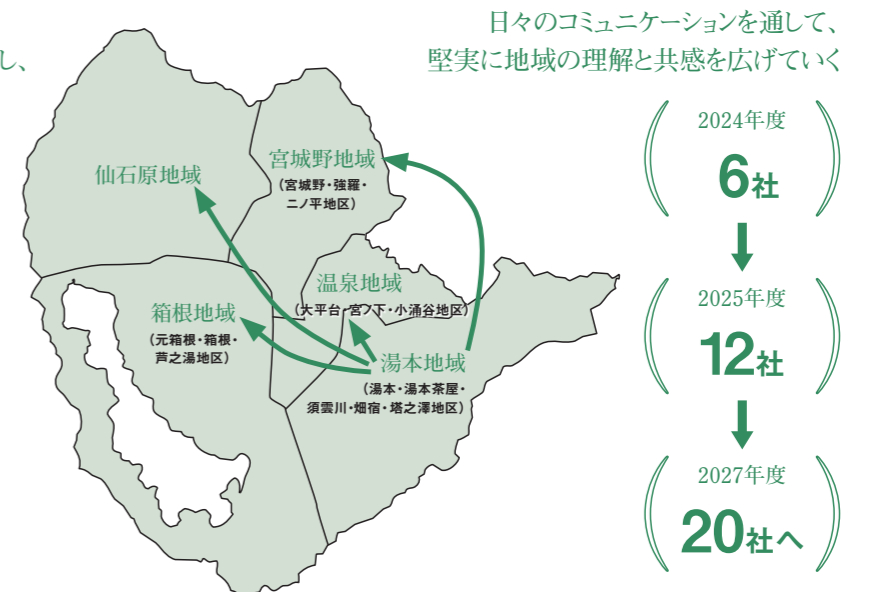 し、
日々のコミュニケーションを通して、
堅実に地域の理解と共感を広げていく
仙石原地域
宮城野地域
（宮城野・強羅・
二ノ平地区）
温泉地域
（大平台・宮ノ下・小涌谷地区）
箱根地域
（元箱根・箱根・
芦之湯地区）
湯本地域
（湯本・湯本茶屋・
須雲川・畑宿・塔之澤地区）
2024年度
6社
2025年度
12社
2027年度
20社へ